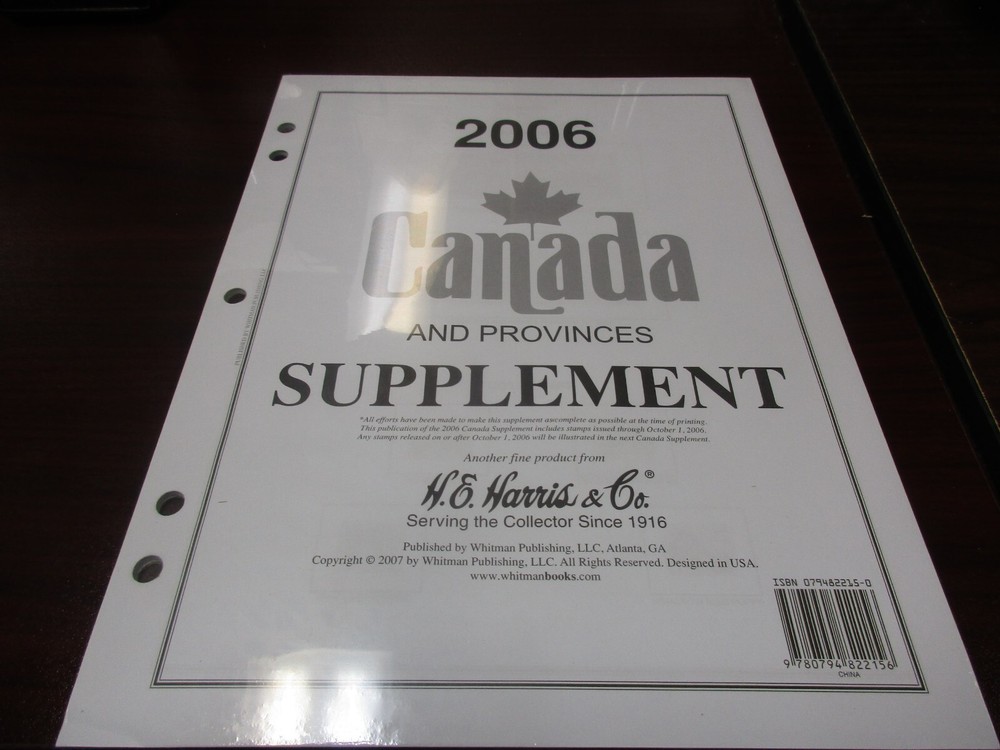 2006
Canada
AND PROVINCES
SUPPLEMENT
*All efforts have been made to make this supplement as complete as possible at the time of printing.
This publication of the 2006 Canada Supplement includes stamps issued through October 1, 2006.
Any stamps released on or after October 1, 2006 will be illustrated in the next Canada Supplement.
Another fine product from
H.E. Harris & Co.®
Serving the Collector Since 1916
Published by Whitman Publishing, LLC, Atlanta, GA
Copyright © 2007 by Whitman Publishing, LLC. All Rights Reserved. Designed in USA.
www.whitmanbooks.com
ISBN 079482215-0
9 780794 822156
CHINA